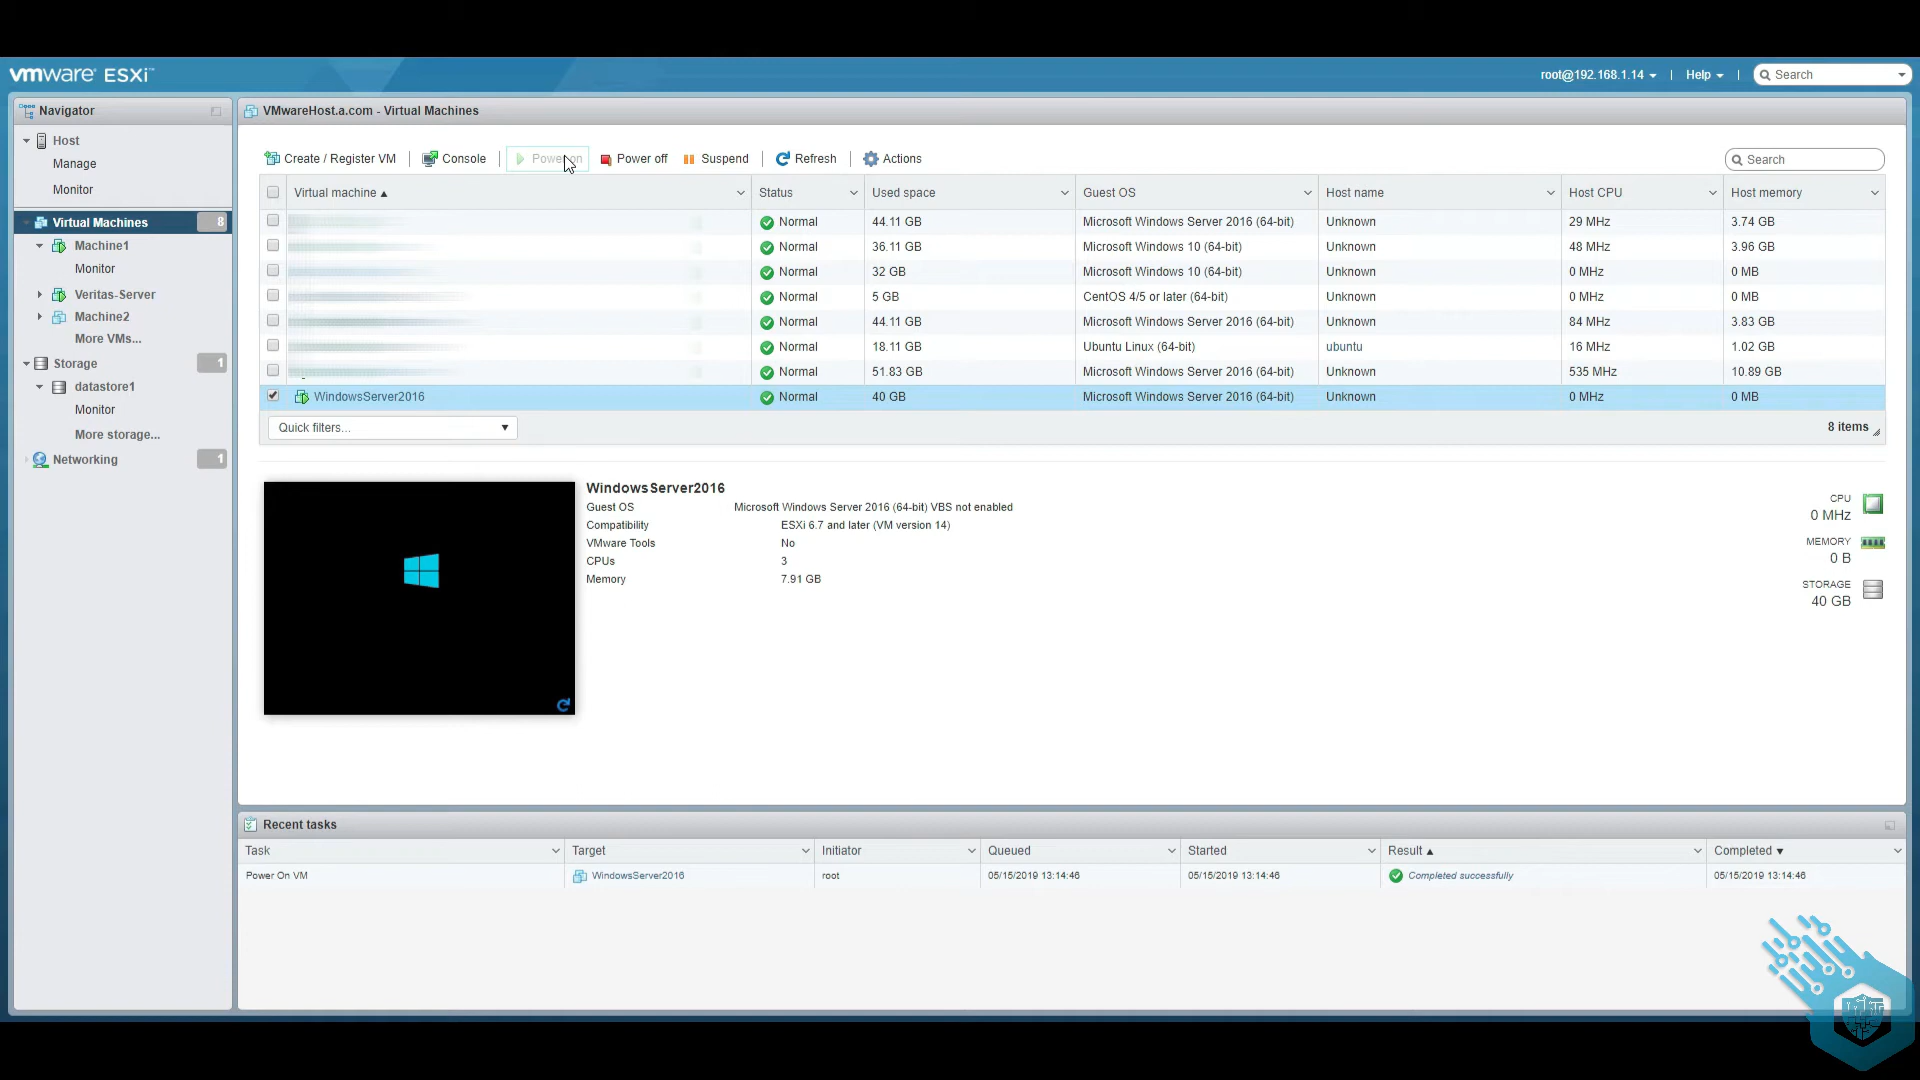 vmware ESXi™
root@192.168.1.14 | Help | Search
Navigator
Host
Manage
Monitor
Virtual Machines 8
Machine1
Monitor
Veritas-Server
Machine2
More VMs...
Storage 1
datastore1
Monitor
More storage...
Networking 1
VMwareHost.a.com - Virtual Machines
Create / Register VM | Console | Power on Power off Suspend | Refresh | Actions Search
Virtual machine Status Used space Guest OS Host name Host CPU Host memory
Normal 44.11 GB Microsoft Windows Server 2016 (64-bit) Unknown 29 MHz 3.74 GB
Normal 36.11 GB Microsoft Windows 10 (64-bit) Unknown 48 MHz 3.96 GB
Normal 32 GB Microsoft Windows 10 (64-bit) Unknown 0 MHz 0 MB
Normal 5 GB CentOS 4/5 or later (64-bit) Unknown 0 MHz 0 MB
Normal 44.11 GB Microsoft Windows Server 2016 (64-bit) Unknown 84 MHz 3.83 GB
Normal 18.11 GB Ubuntu Linux (64-bit) ubuntu 16 MHz 1.02 GB
Normal 51.83 GB Microsoft Windows Server 2016 (64-bit) Unknown 535 MHz 10.89 GB
WindowsServer2016 Normal 40 GB Microsoft Windows Server 2016 (64-bit) Unknown 0 MHz 0 MB
Quick filters... 8 items
WindowsServer2016
Guest OS Microsoft Windows Server 2016 (64-bit) VBS not enabled
Compatibility ESXi 6.7 and later (VM version 14)
VMware Tools No
CPUs 3
Memory 7.91 GB
CPU
0 MHz
MEMORY
0 B
STORAGE
40 GB
Recent tasks
Task Target Initiator Queued Started Result Completed
Power On VM WindowsServer2016 root 05/15/2019 13:14:46 05/15/2019 13:14:46 Completed successfully 05/15/2019 13:14:46